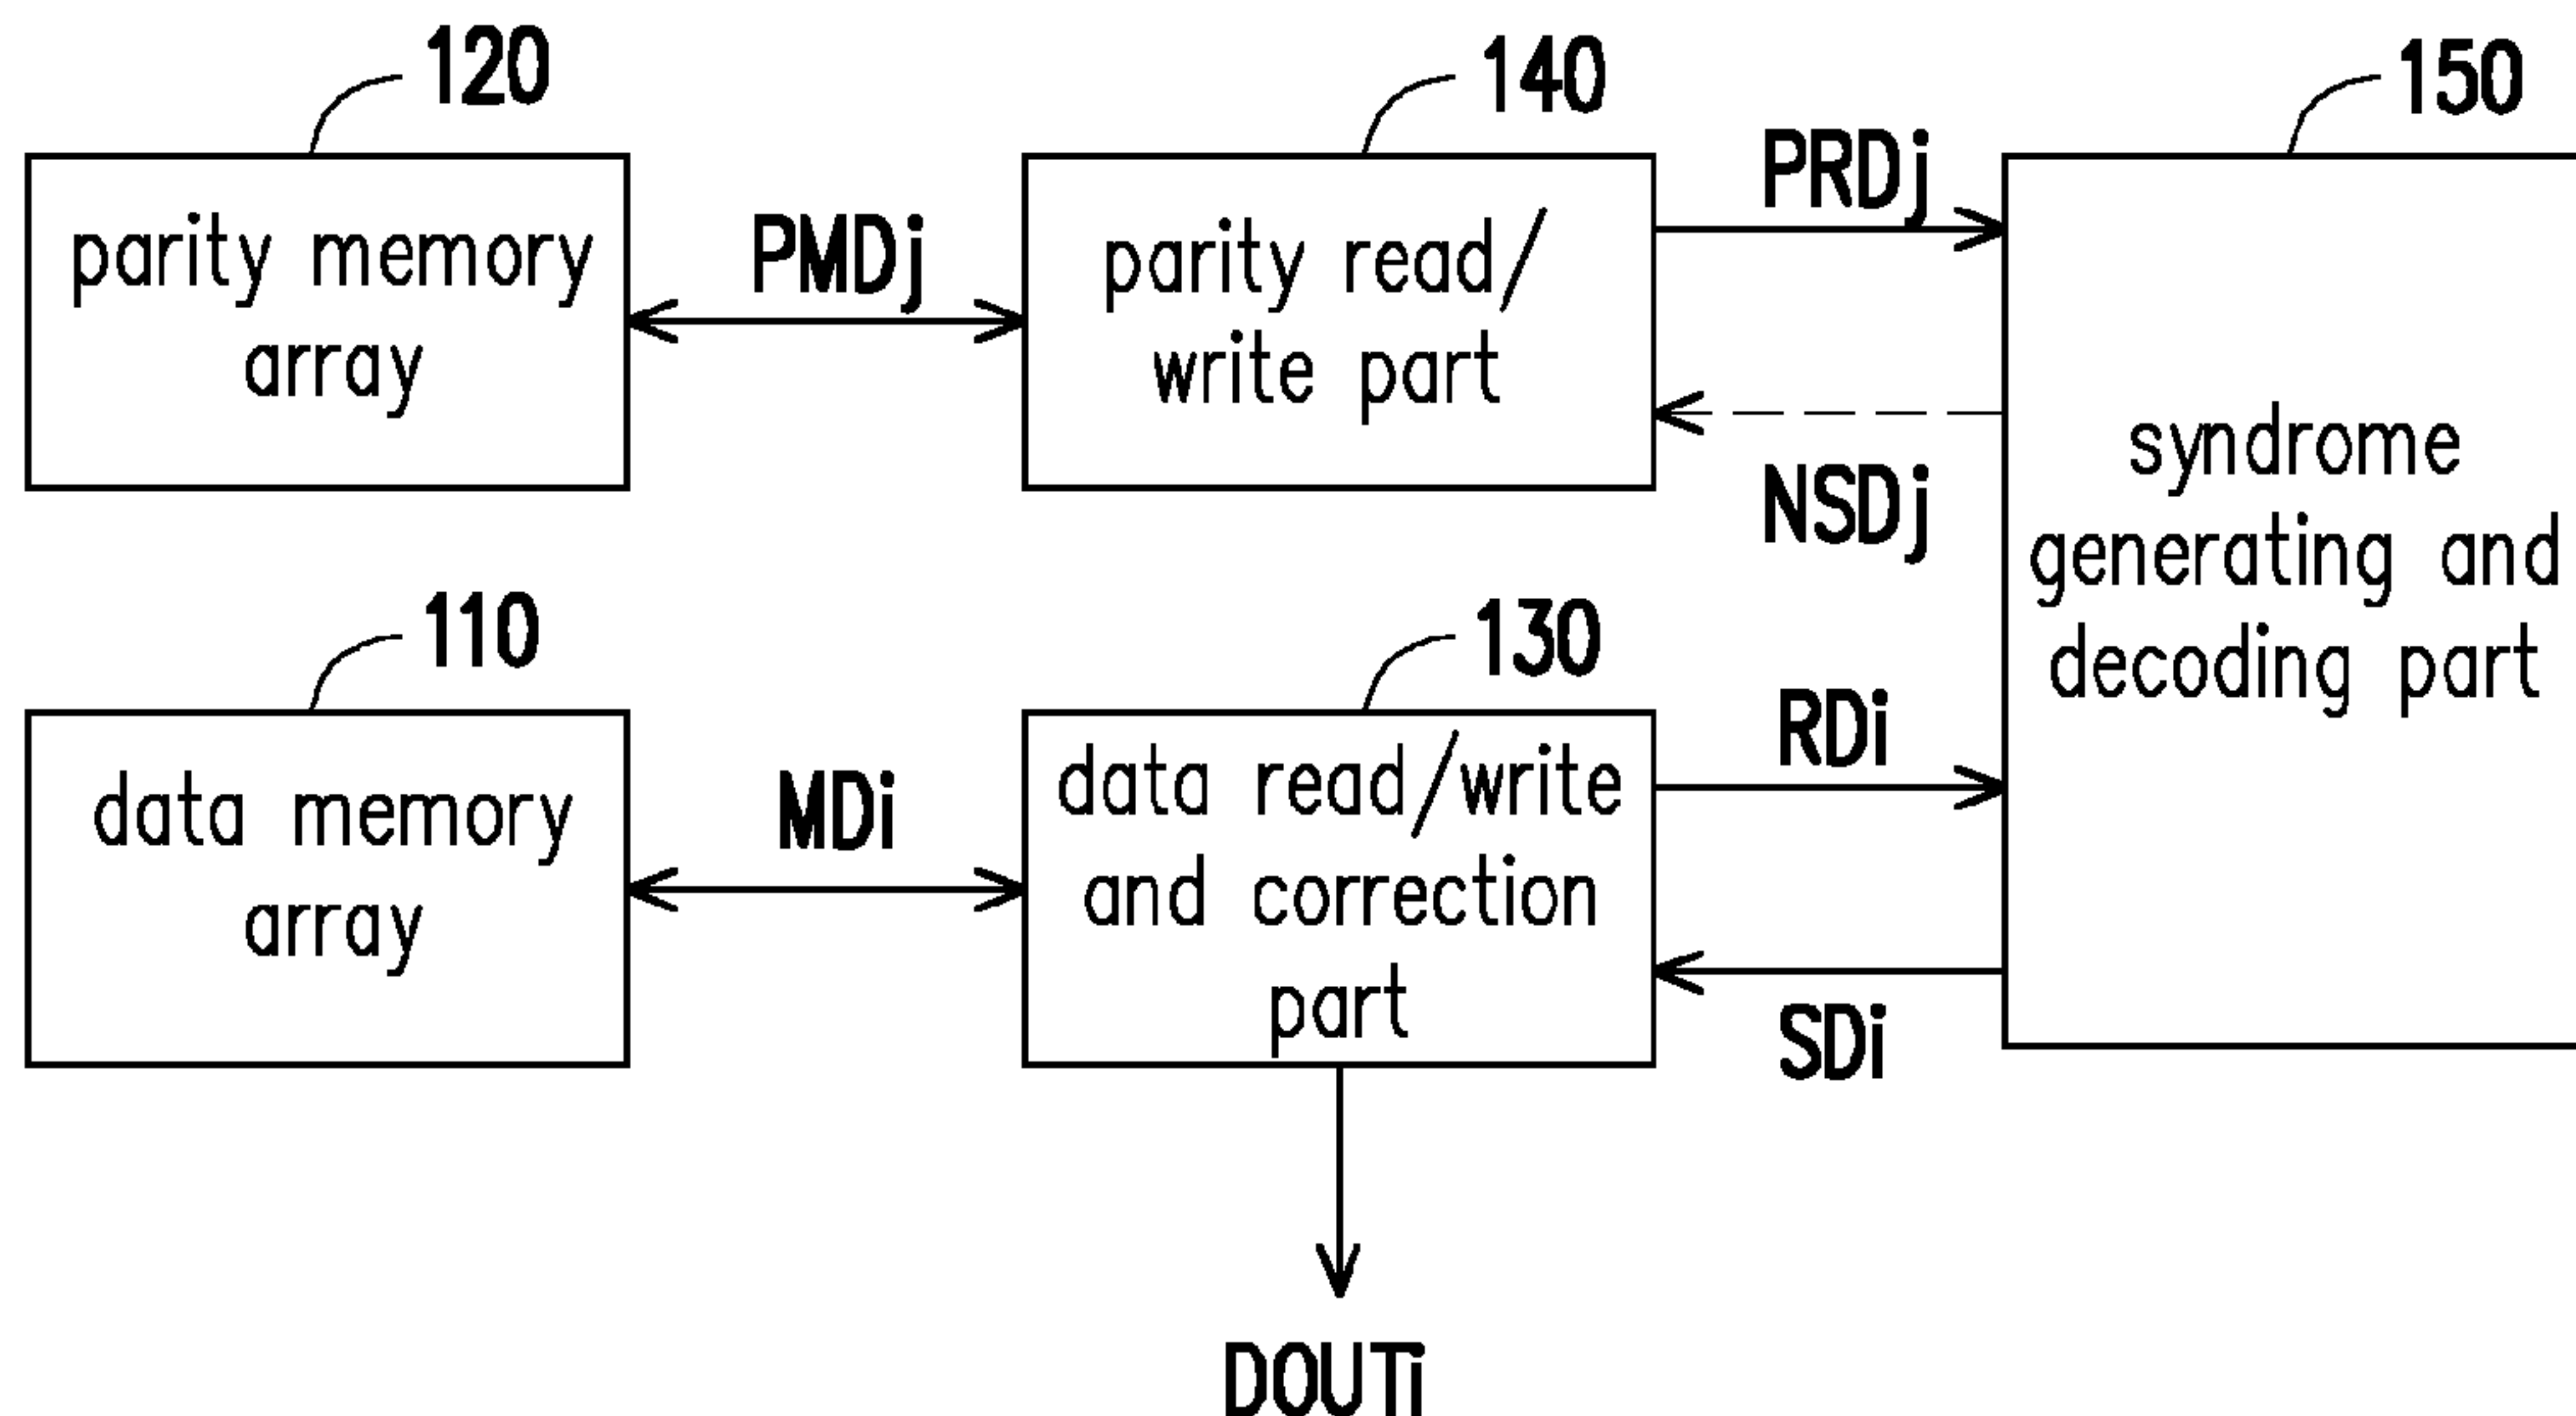 120
140
150
parity memory
array
PMDj
parity read/
write part
PRDj
NSDj
syndrome
generating and
decoding part
110
130
data memory
array
MDi
data read/write
and correction
part
RDi
SDi
DOUTi